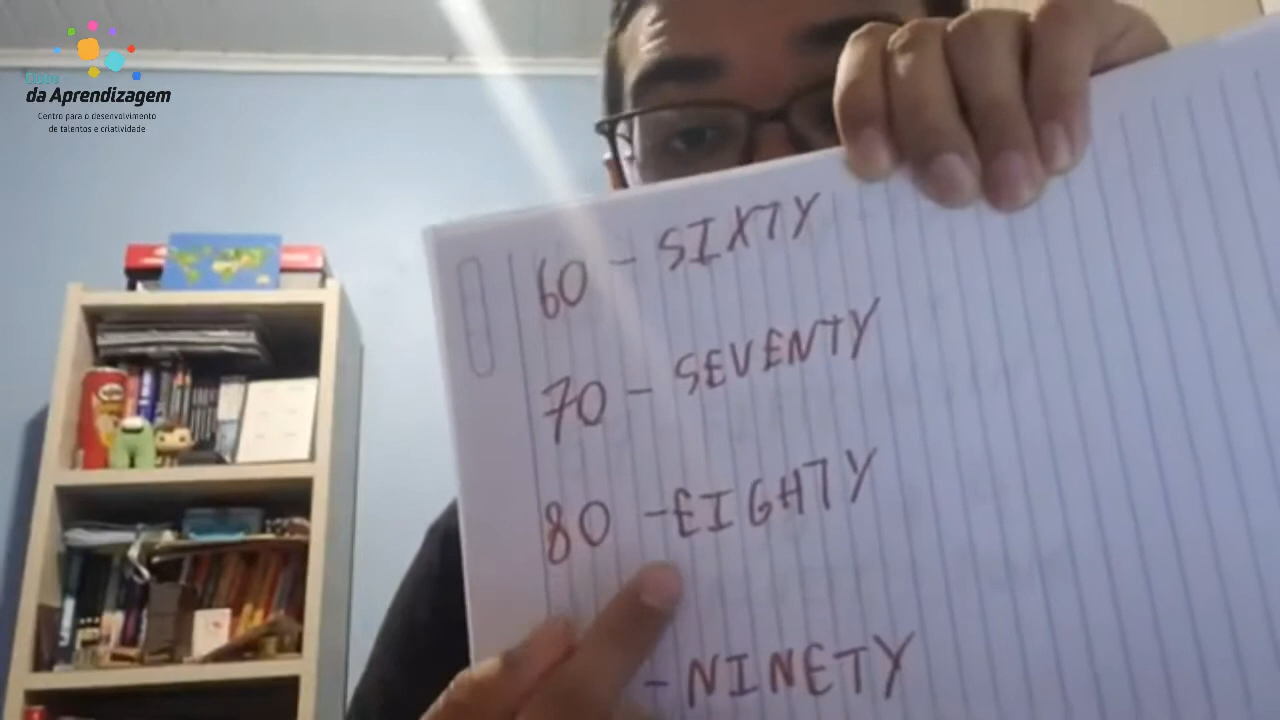 da Aprendizagem
Centro para o desenvolvimento
de talentos e criatividade
60 - SIXTY
70 - SEVENTY
80 - EIGHTY
- NINETY